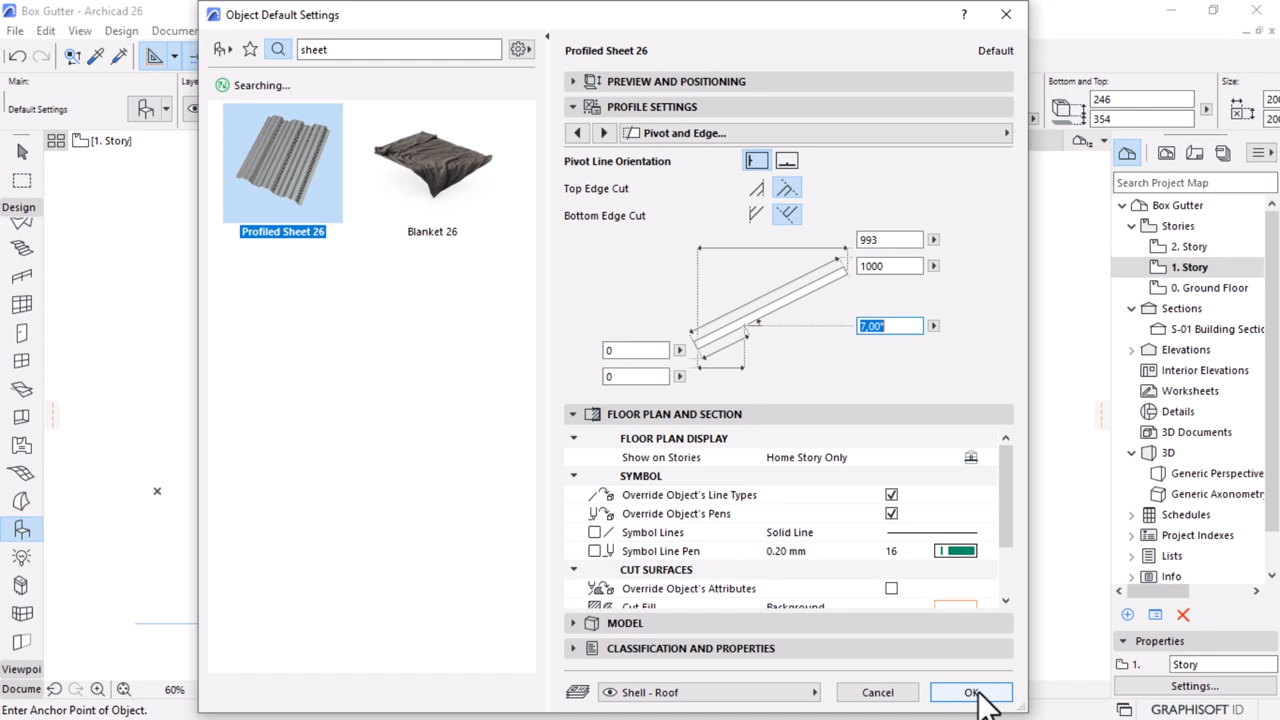 Box Gutter - Archicad 26
File
Edit
View
Design
Main:
Default Settings
[1. Story]
Design
Viewpoi
Docume
60%
Enter Anchor Point of Object.
Object Default Settings
?
sheet
Searching...
Profiled Sheet 26
Blanket 26
Profiled Sheet 26
Default
PREVIEW AND POSITIONING
PROFILE SETTINGS
Pivot and Edge...
Pivot Line Orientation
Top Edge Cut
Bottom Edge Cut
993
1000
7.00°
0
0
FLOOR PLAN AND SECTION
FLOOR PLAN DISPLAY
Show on Stories Home Story Only
SYMBOL
Override Object's Line Types
Override Object's Pens
Symbol Lines Solid Line
Symbol Line Pen 0.20 mm 16
CUT SURFACES
Override Object's Attributes
Cut Fill Background
MODEL
CLASSIFICATION AND PROPERTIES
Shell - Roof
Cancel
OK
Bottom and Top:
246
354
Size:
Search Project Map
Box Gutter
Stories
2. Story
1. Story
0. Ground Floor
Sections
S-01 Building Sectio
Elevations
Interior Elevations
Worksheets
Details
3D Documents
3D
Generic Perspective
Generic Axonometr
Schedules
Project Indexes
Lists
Info
Properties
1. Story
Settings...
GRAPHISOFT ID